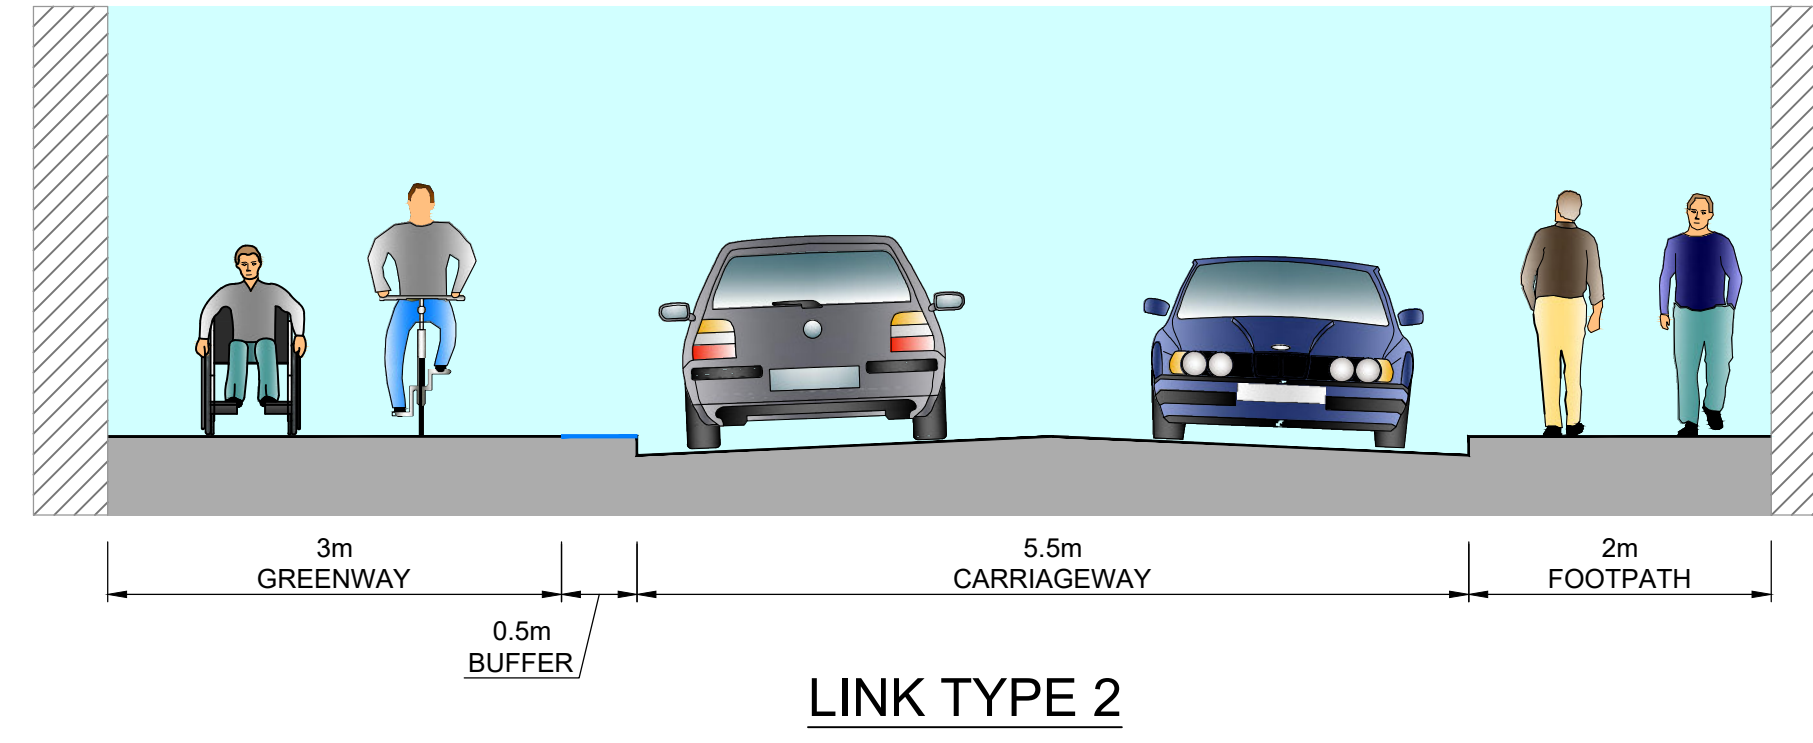 3m
GREENWAY
0.5m
BUFFER
5.5m
CARRIAGEWAY
2m
FOOTPATH
LINK TYPE 2